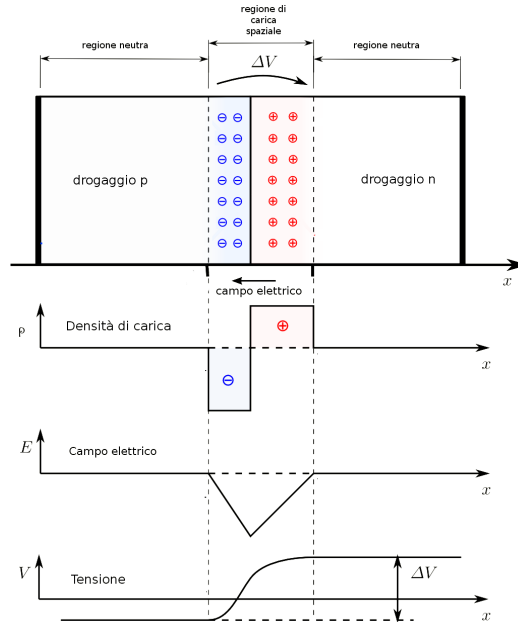 regione di
carica
spaziale
regione neutra
regione neutra
ΔV
drogaggio p
drogaggio n
x
campo elettrico
ρ
Densità di carica
x
E
Campo elettrico
x
V
Tensione
ΔV
x